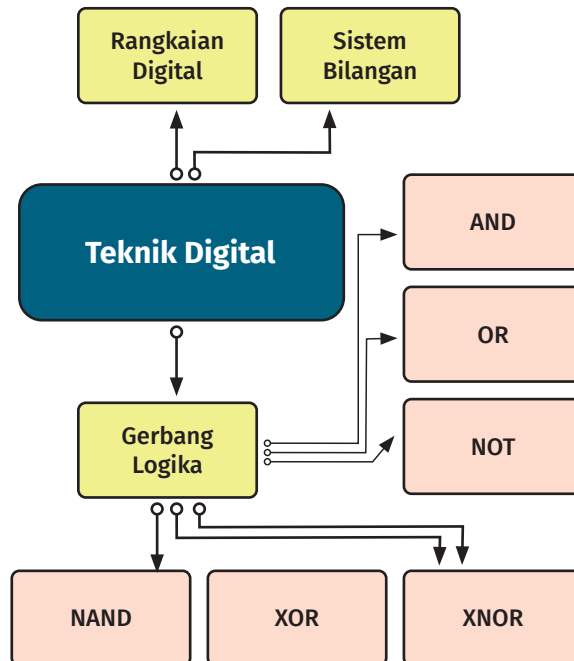 Rangkaian
Digital
Sistem
Bilangan
Teknik Digital
AND
OR
Gerbang
Logika
NOT
NAND
XOR
XNOR